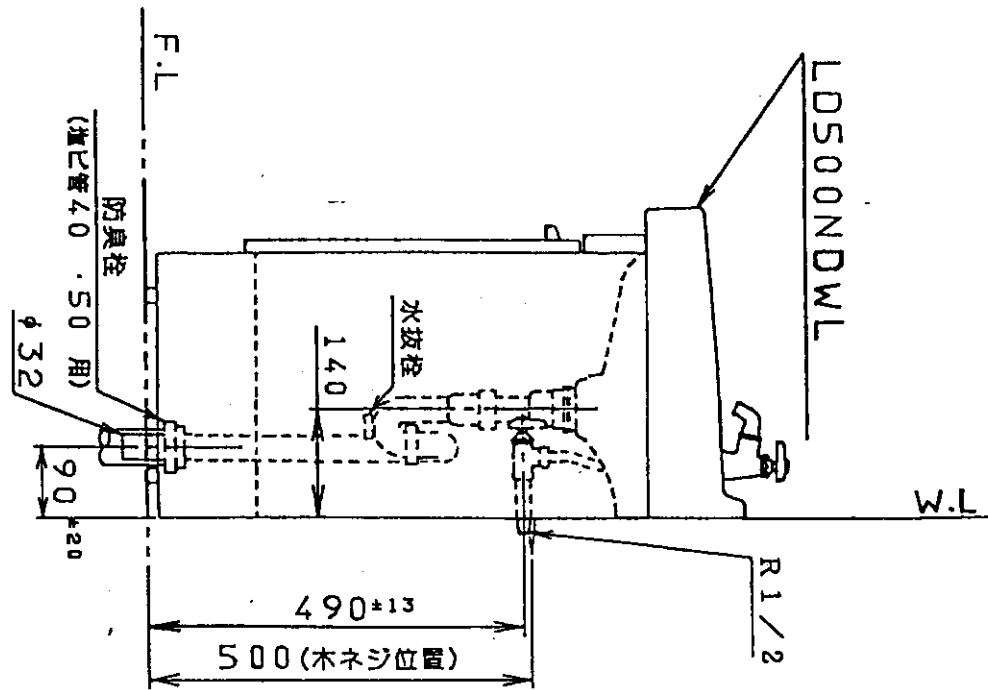 LD500NDWL
F.L
W.L
防臭栓
(塩ビ管40・50用)
φ32
水抜栓
140
90±20
490±13
500(木ネジ位置)
R1/2